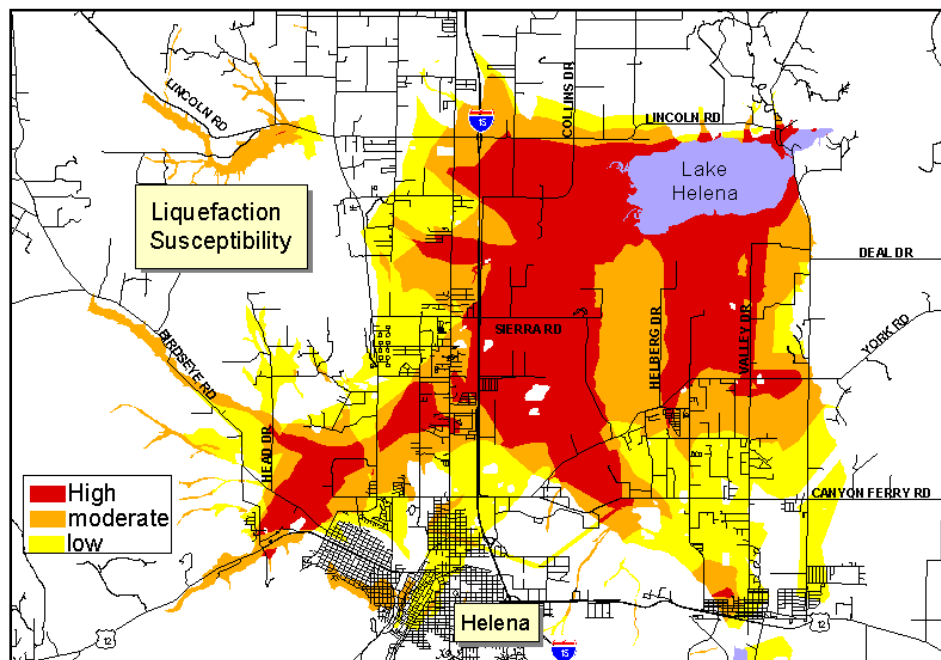 LINCOLN RD
COLLINS DR
LINCOLN RD
15
Lake
Helena
Liquefaction
Susceptibility
DEAL DR
SIERRA RD
HELBERG DR
VALLEY DR
YORK RD
BIRDSEYE RD
HEAD DR
High
moderate
low
CANYON FERRY RD
Helena
12
12
15